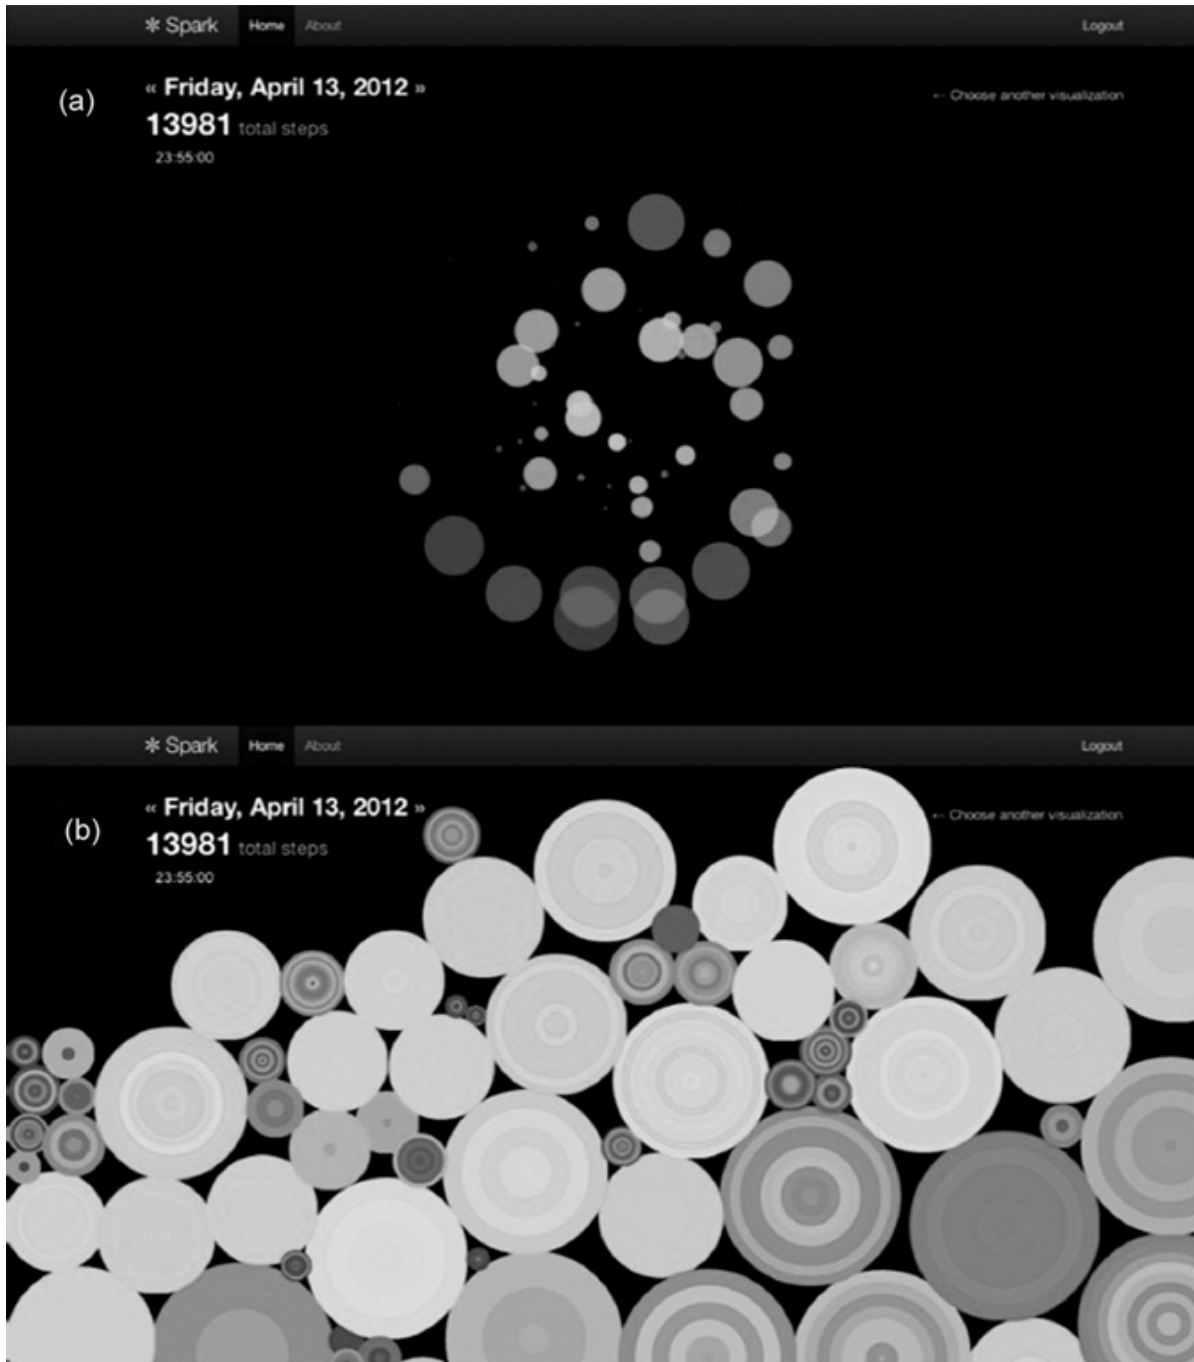 ✻ Spark Home About Logout
(a)
« Friday, April 13, 2012 »
← Choose another visualization
13981 total steps
23:55:00
✻ Spark Home About Logout
(b)
« Friday, April 13, 2012 »
← Choose another visualization
13981 total steps
23:55:00